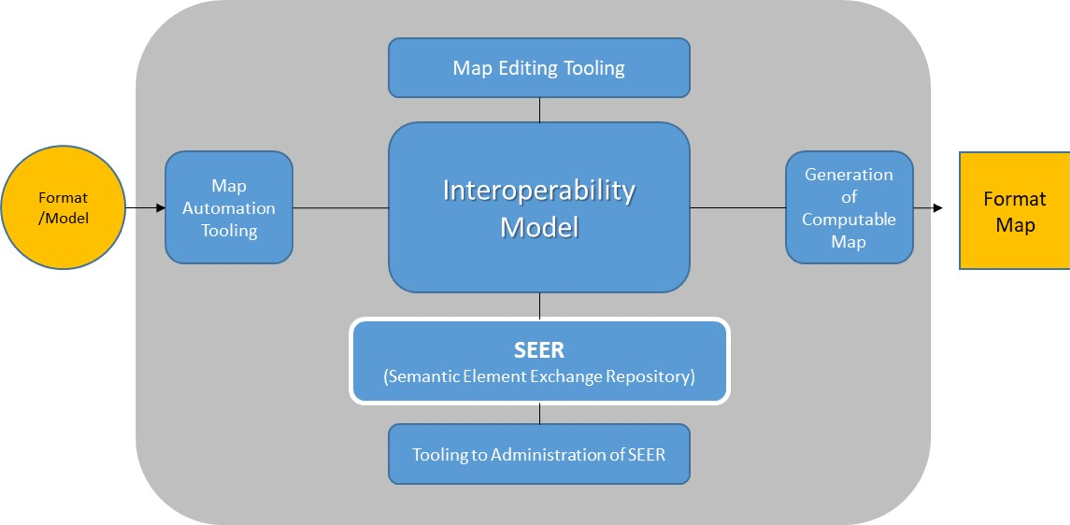 Map Editing Tooling
Format
/Model
Map
Automation
Tooling
Interoperability
Model
Generation
of
Computable
Map
Format
Map
SEER
(Semantic Element Exchange Repository)
Tooling to Administration of SEER